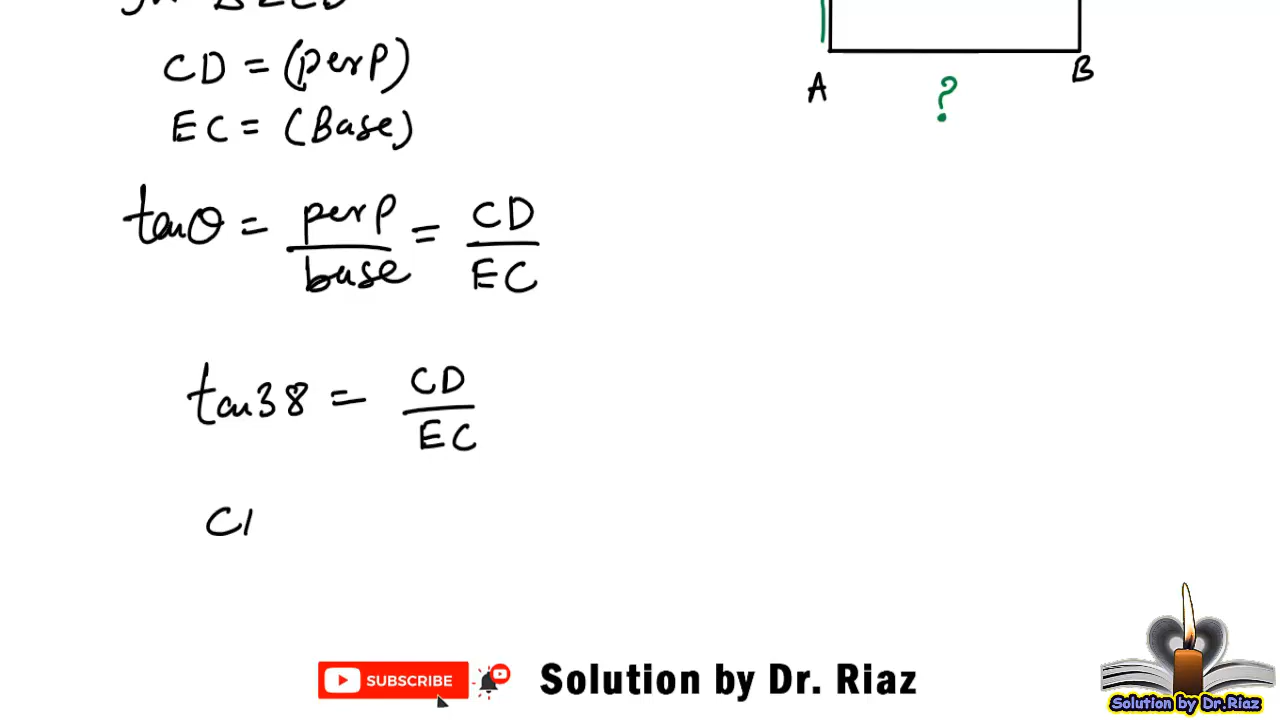 CD = (perp)
EC = (Base)
tanθ = perp/base = CD/EC
tan38 = CD/EC
A
?
B
SUBSCRIBE
Solution by Dr. Riaz
Solution by Dr.Riaz